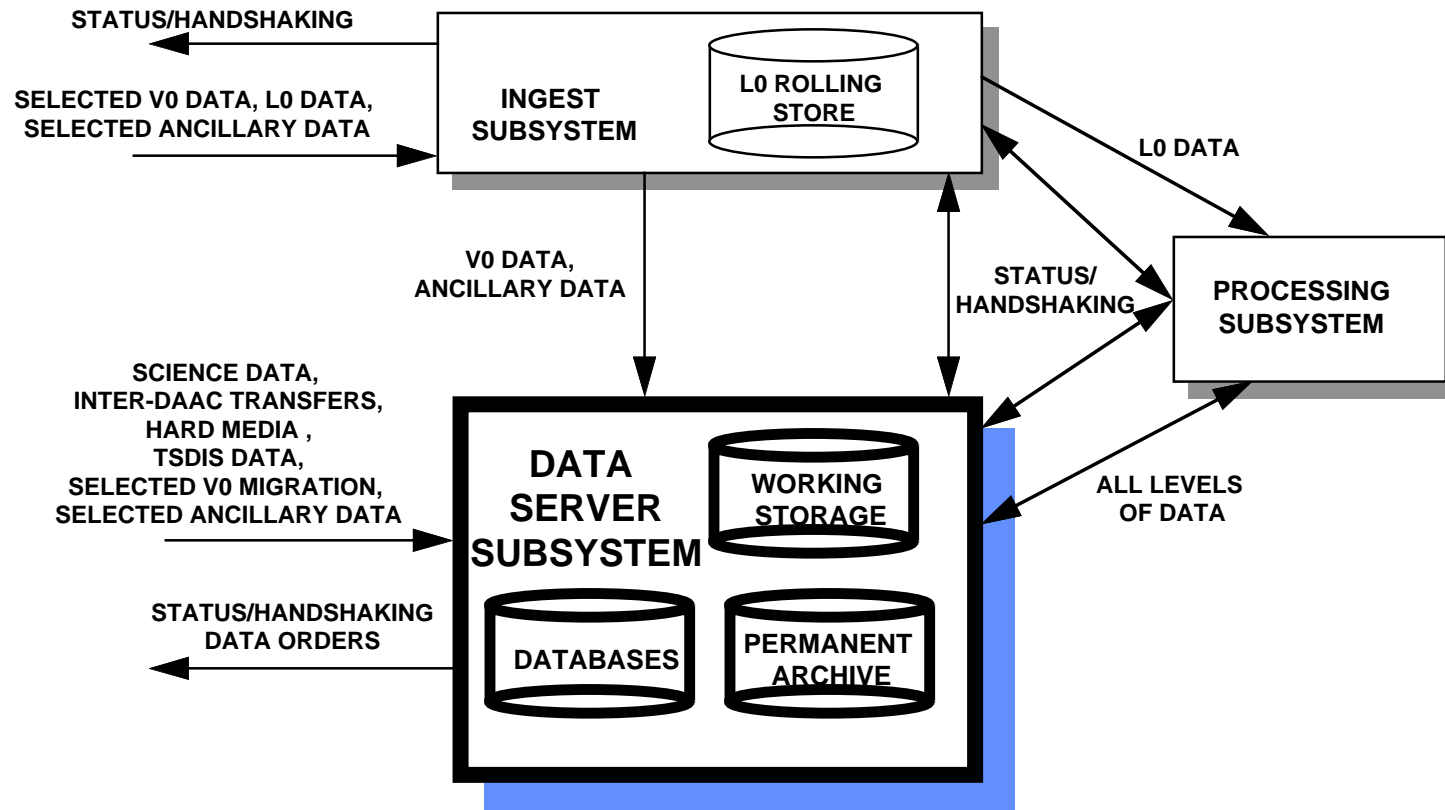 STATUS/HANDSHAKING
SELECTED V0 DATA, L0 DATA,
SELECTED ANCILLARY DATA
INGEST
SUBSYSTEM
L0 ROLLING
STORE
L0 DATA
V0 DATA,
ANCILLARY DATA
STATUS/
HANDSHAKING
PROCESSING
SUBSYSTEM
SCIENCE DATA,
INTER-DAAC TRANSFERS,
HARD MEDIA ,
TSDIS DATA,
SELECTED V0 MIGRATION,
SELECTED ANCILLARY DATA
DATA
SERVER
SUBSYSTEM
WORKING
STORAGE
ALL LEVELS
OF DATA
STATUS/HANDSHAKING
DATA ORDERS
DATABASES
PERMANENT
ARCHIVE